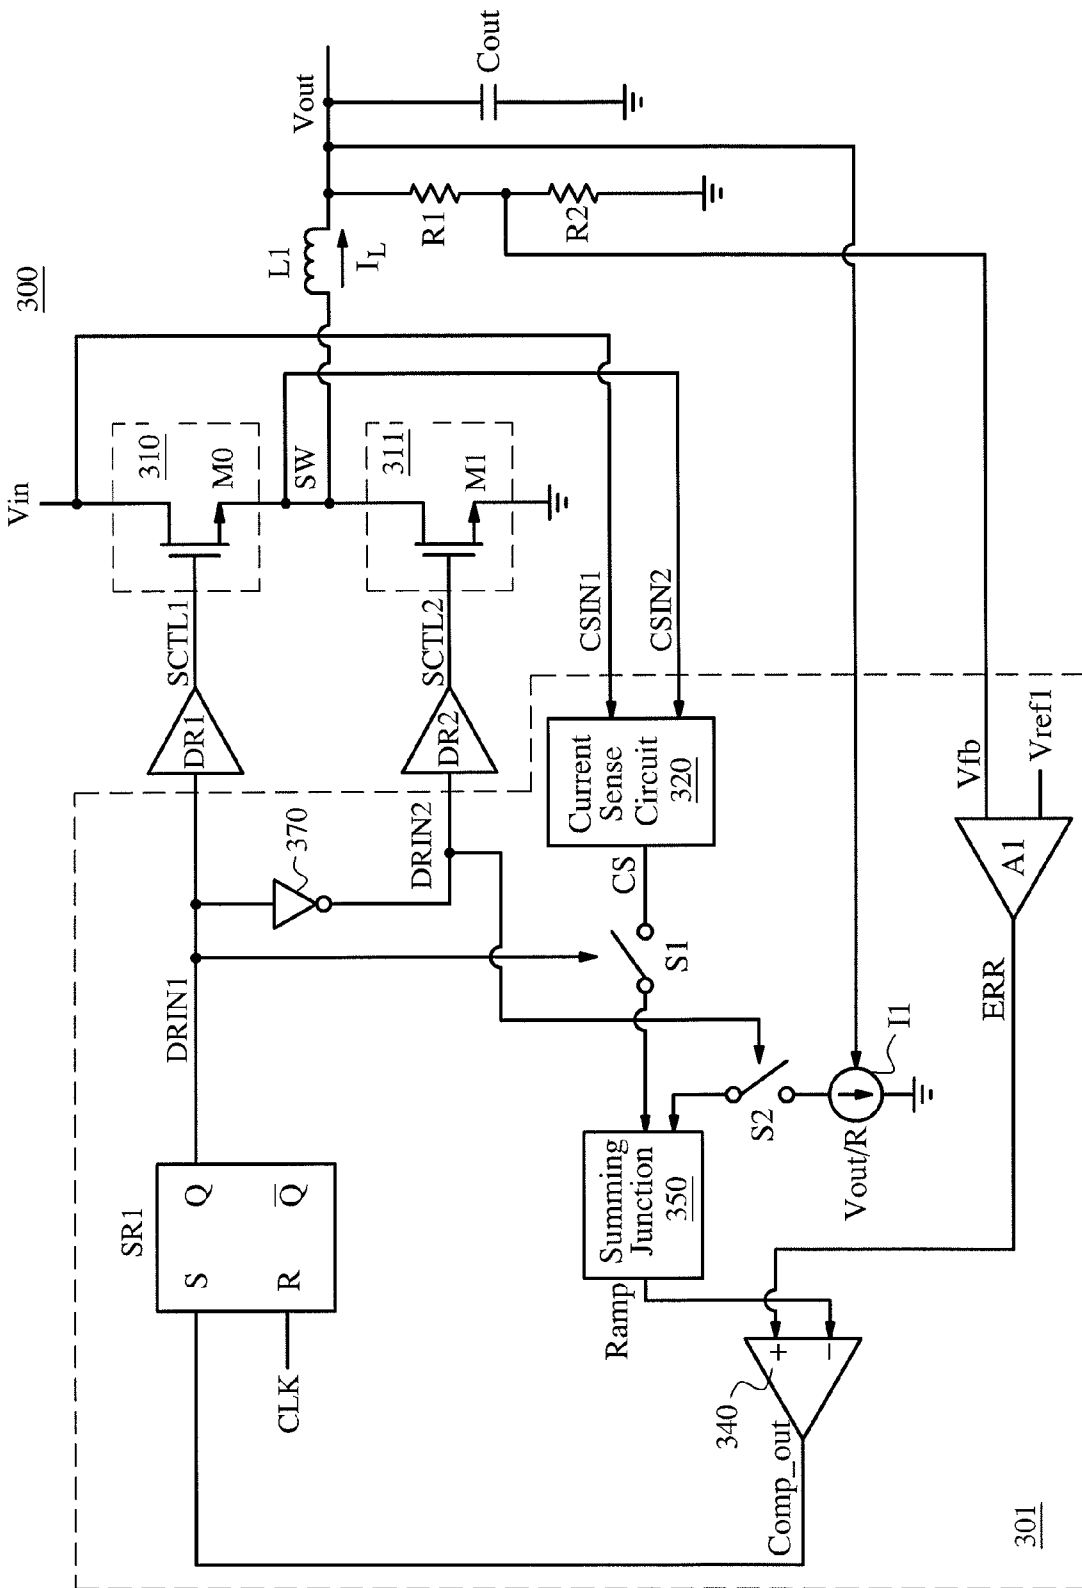 300
Vin
310
M0
SW
311
M1
L1
I_L
Vout
Cout
R1
R2
SCTL1
SCTL2
CSIN1
CSIN2
DR1
DR2
DRIN1
DRIN2
370
Current
Sense
Circuit
320
CS
S1
S2
I1
Vout/R
Vfb
Vref1
A1
ERR
SR1
S
Q
R
Q̅
CLK
Summing
Junction
350
Ramp
+
−
340
Comp_out
301